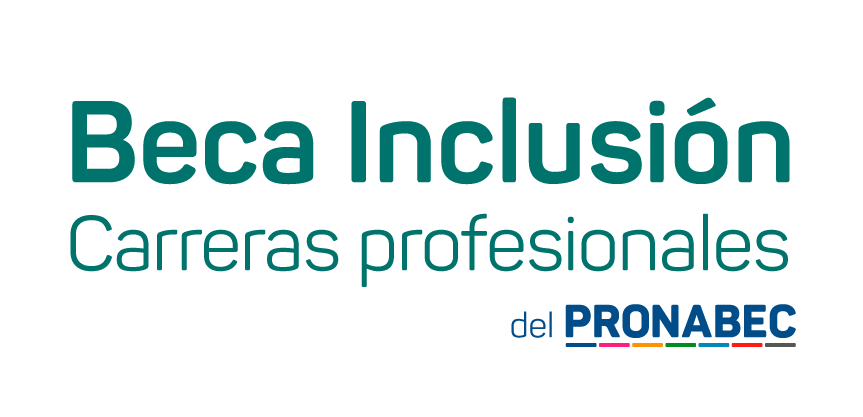 Beca Inclusión
Carreras profesionales
del PRONABEC